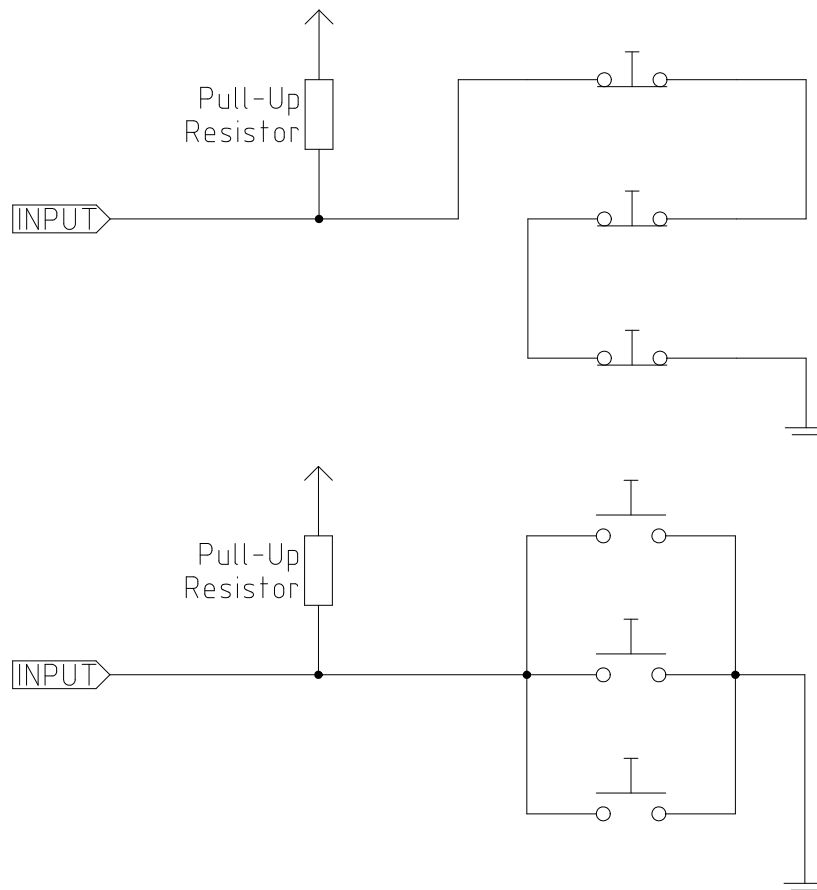 Pull-Up
Resistor
INPUT
Pull-Up
Resistor
INPUT